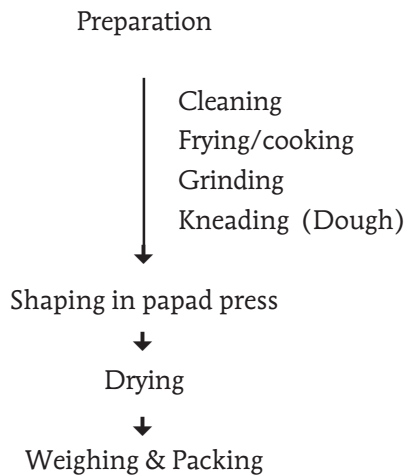 Preparation
Cleaning
Frying/cooking
Grinding
Kneading (Dough)
Shaping in papad press
Drying
Weighing & Packing